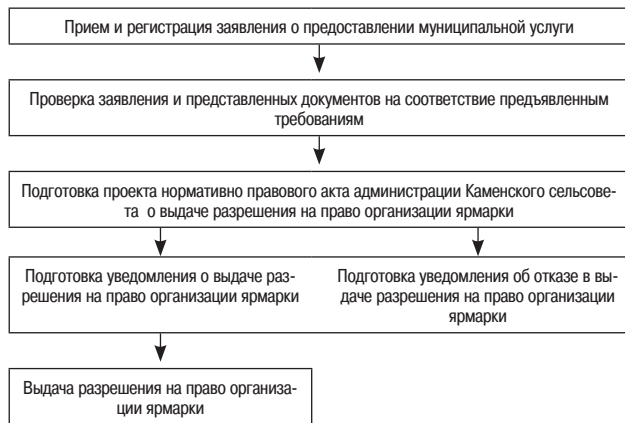 Прием и регистрация заявления о предоставлении муниципальной услуги
Проверка заявления и представленных документов на соответствие предъявленным
требованиям
Подготовка проекта нормативно правового акта администрации Каменского сельсове-
та о выдаче разрешения на право организации ярмарки
Подготовка уведомления о выдаче раз-
решения на право организации ярмарки
Подготовка уведомления об отказе в вы-
даче разрешения на право организации
ярмарки
Выдача разрешения на право организа-
ции ярмарки